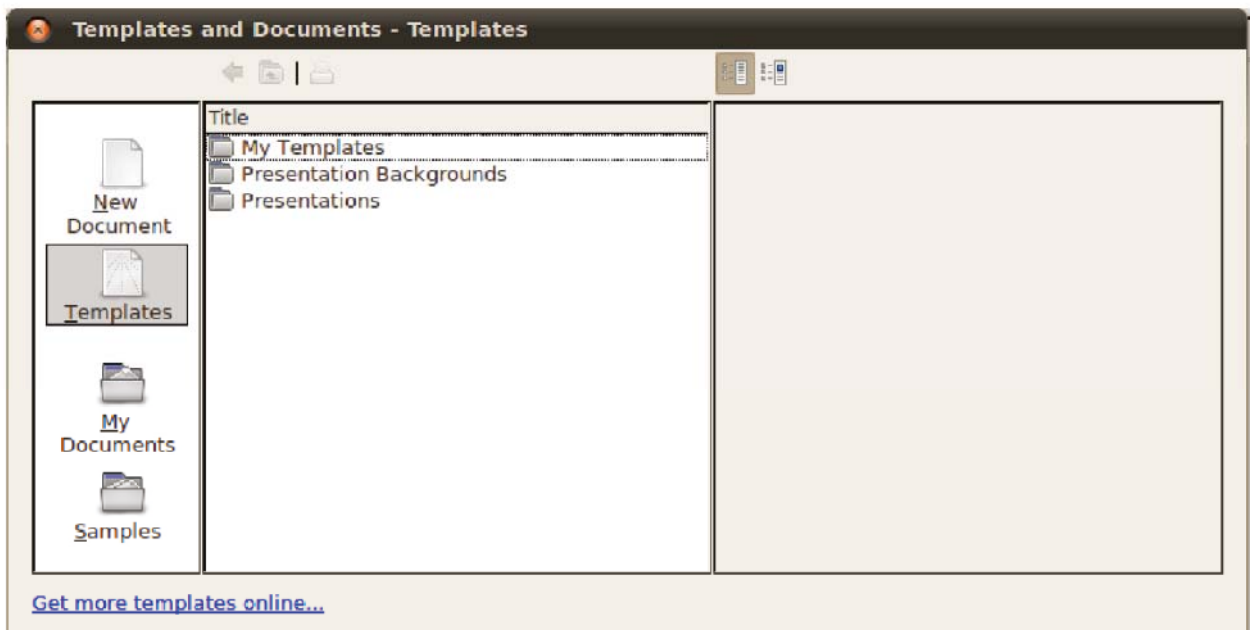 Templates and Documents - Templates
Title
My Templates
Presentation Backgrounds
Presentations
New
Document
Templates
My
Documents
Samples
Get more templates online...